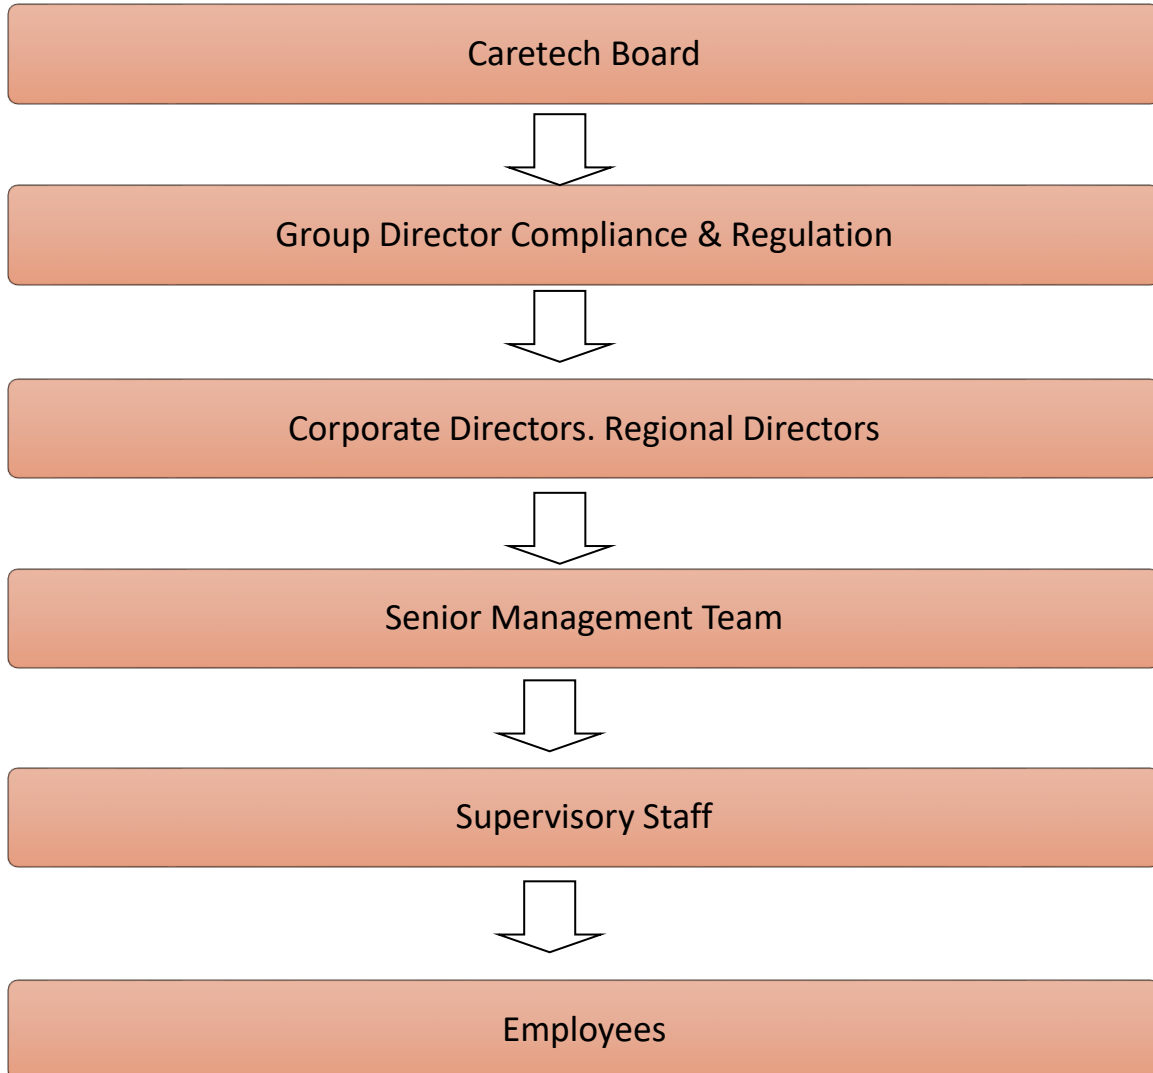 Caretech Board
Group Director Compliance & Regulation
Corporate Directors. Regional Directors
Senior Management Team
Supervisory Staff
Employees